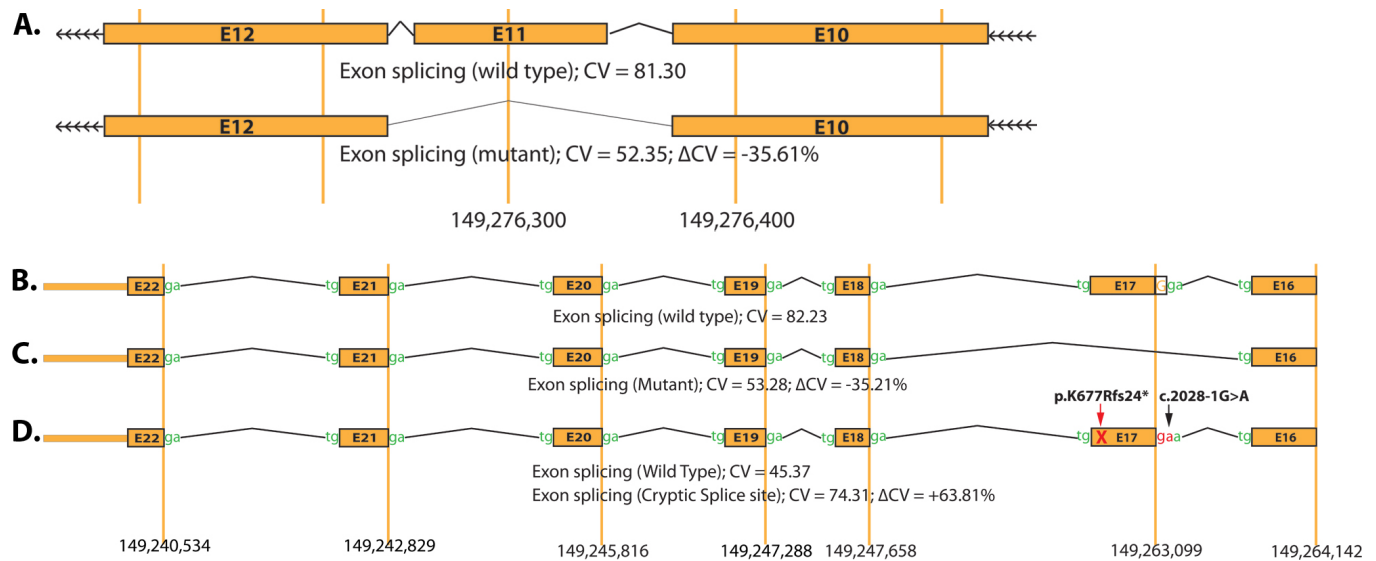 A.
E12 E11 E10
Exon splicing (wild type); CV = 81.30
E12 E10
Exon splicing (mutant); CV = 52.35; ΔCV = -35.61%
149,276,300 149,276,400
B.
E22 ga tg E21 ga tg E20 ga tg E19 ga tg E18 ga tg E17 G ga tg E16
Exon splicing (wild type); CV = 82.23
C.
E22 ga tg E21 ga tg E20 ga tg E19 ga tg E18 ga tg E16
Exon splicing (Mutant); CV = 53.28; ΔCV = -35.21%
p.K677Rfs24* c.2028-1G>A
D.
E22 ga tg E21 ga tg E20 ga tg E19 ga tg E18 ga tg X E17 gaa tg E16
Exon splicing (Wild Type); CV = 45.37
Exon splicing (Cryptic Splice site); CV = 74.31; ΔCV = +63.81%
149,240,534 149,242,829 149,245,816 149,247,288 149,247,658 149,263,099 149,264,142